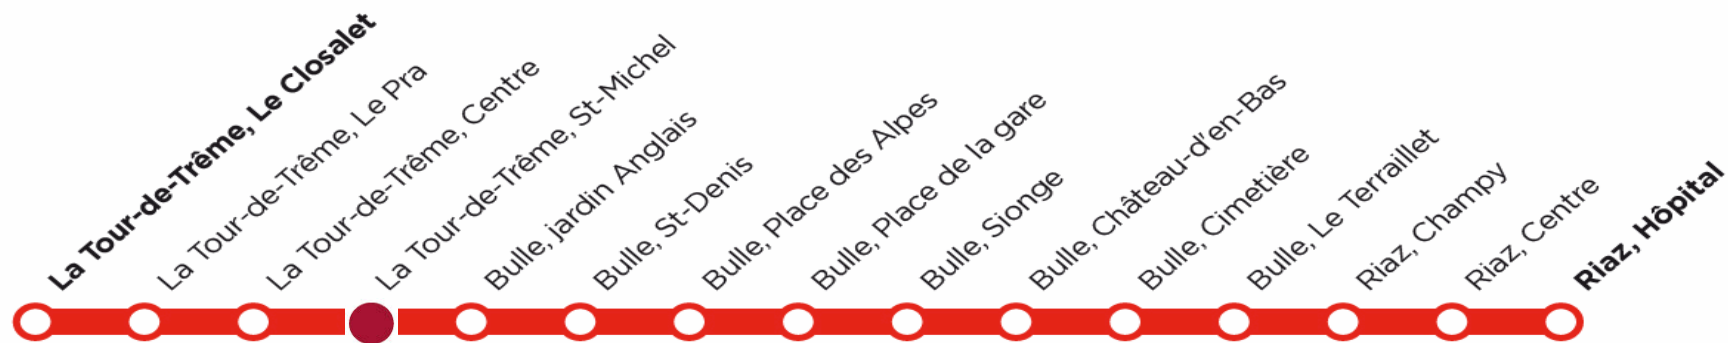 La Tour-de-Trême, Le Closalet
La Tour-de-Trême, Le Pra
La Tour-de-Trême, Centre
La Tour-de-Trême, St-Michel
Bulle, jardin Anglais
Bulle, St-Denis
Bulle, Place des Alpes
Bulle, Place de la gare
Bulle, Sionge
Bulle, Château-d'en-Bas
Bulle, Cimetière
Bulle, Le Terraillet
Riaz, Champy
Riaz, Centre
Riaz, Hôpital